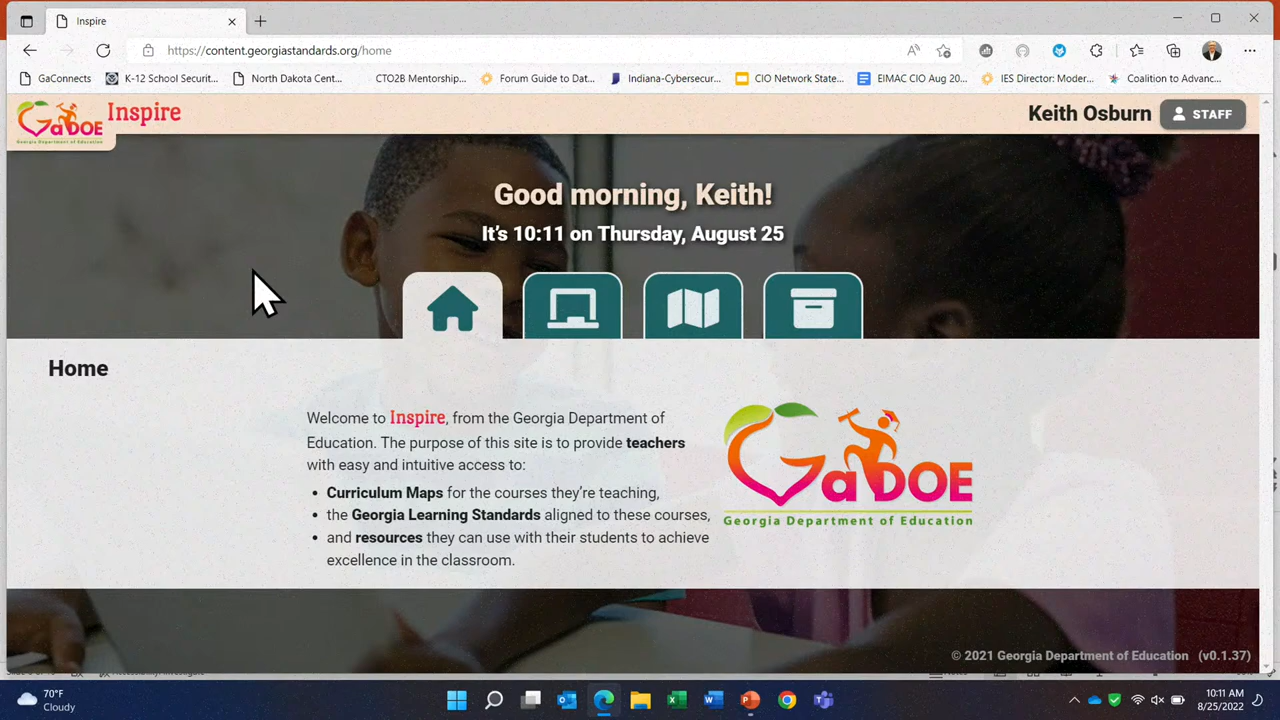 Inspire
https://content.georgiastandards.org/home
GaConnects
K-12 School Securit...
North Dakota Cent...
CTO2B Mentorship...
Forum Guide to Dat...
Indiana-Cybersecur...
CIO Network State...
EIMAC CIO Aug 20...
IES Director: Moder...
Coalition to Advanc...
GaDOE
Georgia Department of Education
Inspire
Keith Osburn
STAFF
Good morning, Keith!
It's 10:11 on Thursday, August 25
Home
Welcome to Inspire, from the Georgia Department of
Education. The purpose of this site is to provide teachers
with easy and intuitive access to:
• Curriculum Maps for the courses they're teaching,
• the Georgia Learning Standards aligned to these courses,
• and resources they can use with their students to achieve
excellence in the classroom.
GaDOE
Georgia Department of Education
© 2021 Georgia Department of Education (v0.1.37)
70°F
Cloudy
10:11 AM
8/25/2022